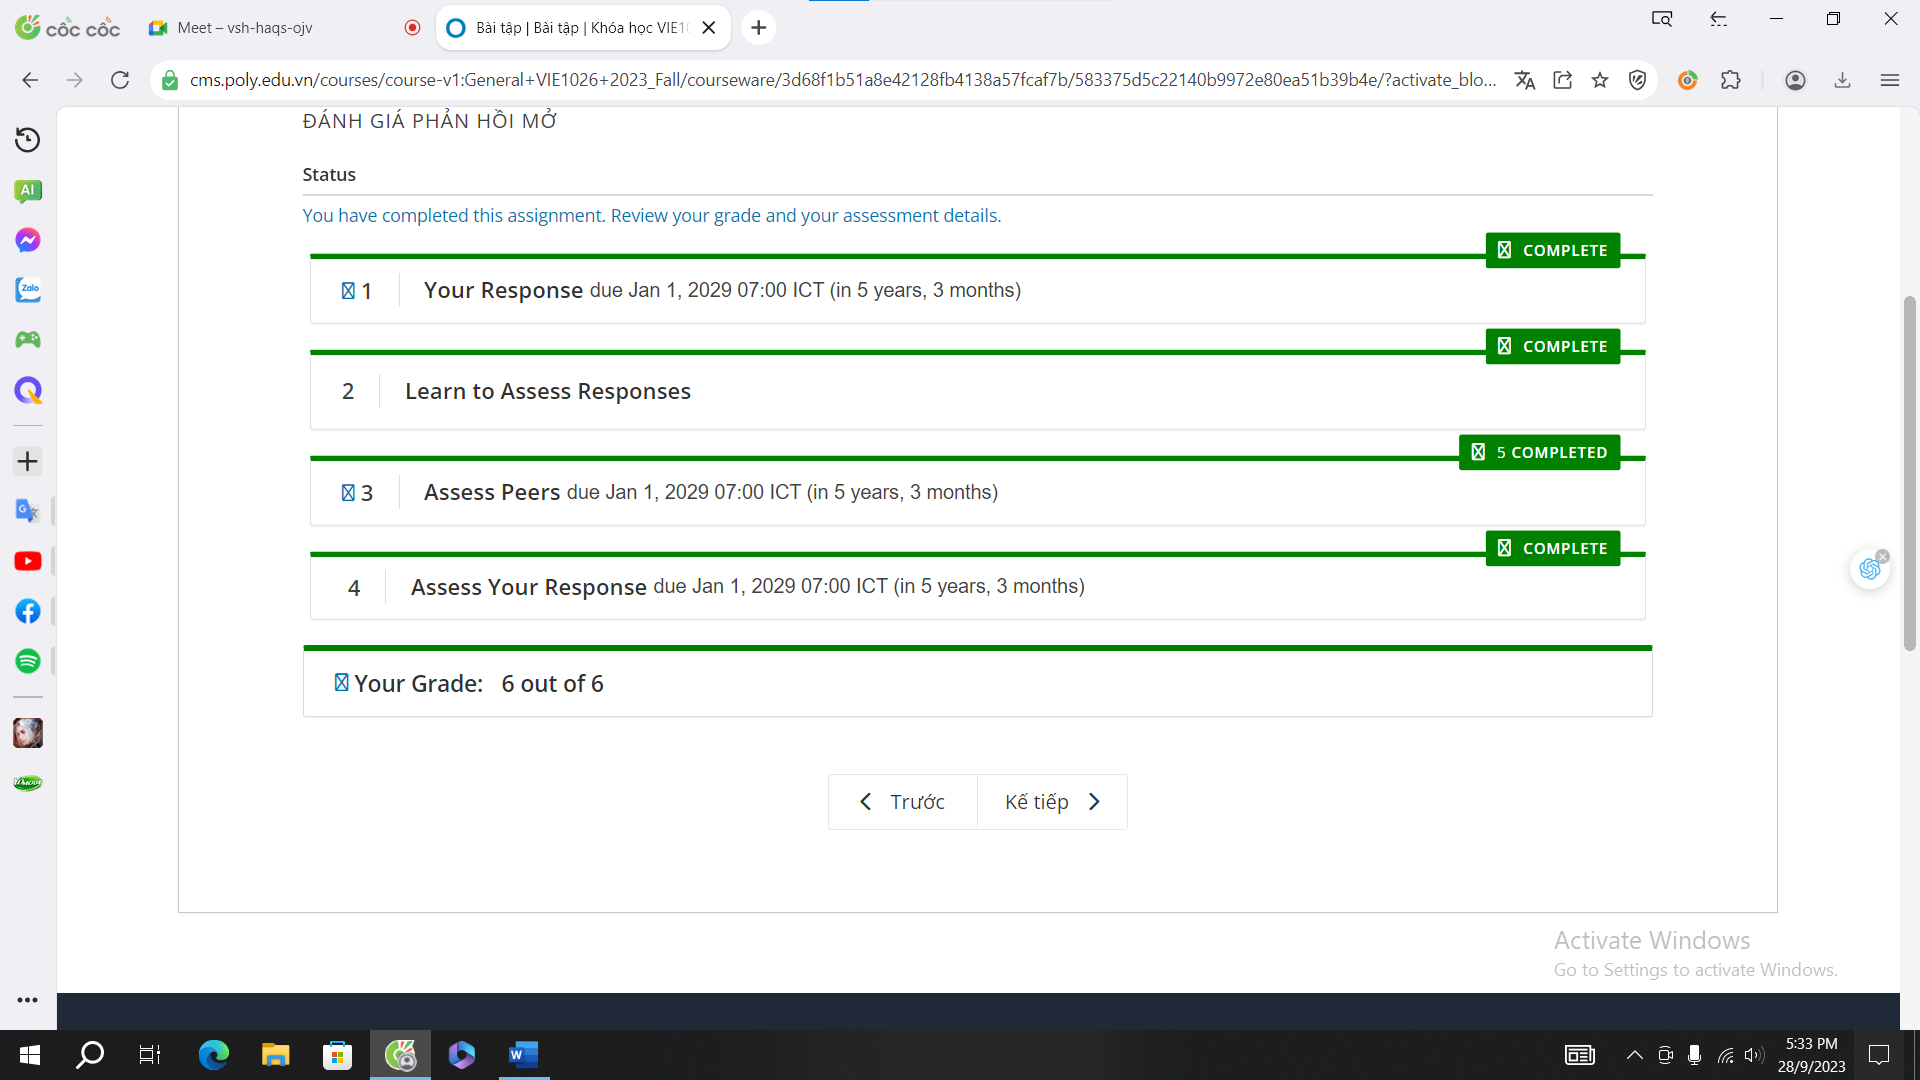 cốc cốc
Meet – vsh-haqs-ojv
Bài tập | Bài tập | Khóa học VIE10
cms.poly.edu.vn/courses/course-v1:General+VIE1026+2023_Fall/courseware/3d68f1b51a8e42128fb4138a57fcaf7b/583375d5c22140b9972e80ea51b39b4e/?activate_blo...
ĐÁNH GIÁ PHẢN HỒI MỞ
Status
You have completed this assignment. Review your grade and your assessment details.
COMPLETE
1 Your Response due Jan 1, 2029 07:00 ICT (in 5 years, 3 months)
COMPLETE
2 Learn to Assess Responses
5 COMPLETED
3 Assess Peers due Jan 1, 2029 07:00 ICT (in 5 years, 3 months)
COMPLETE
4 Assess Your Response due Jan 1, 2029 07:00 ICT (in 5 years, 3 months)
Your Grade: 6 out of 6
Trước
Kế tiếp
AI
Zalo
Activate Windows
Go to Settings to activate Windows.
5:33 PM
28/9/2023